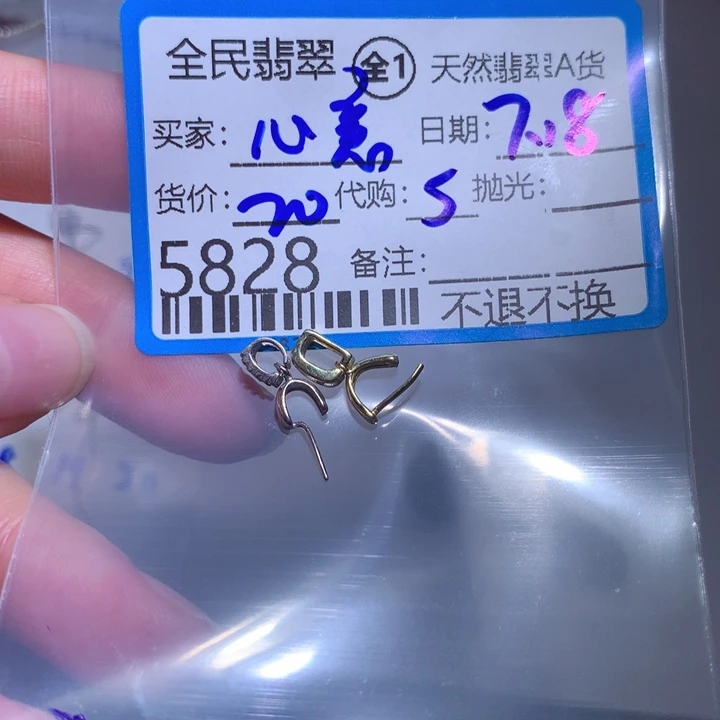 全民翡翠 全1 天然翡翠A货
买家: 心意 日期: 7.18
货价: 20 代购: 5 抛光:
5828 备注:
不退不换